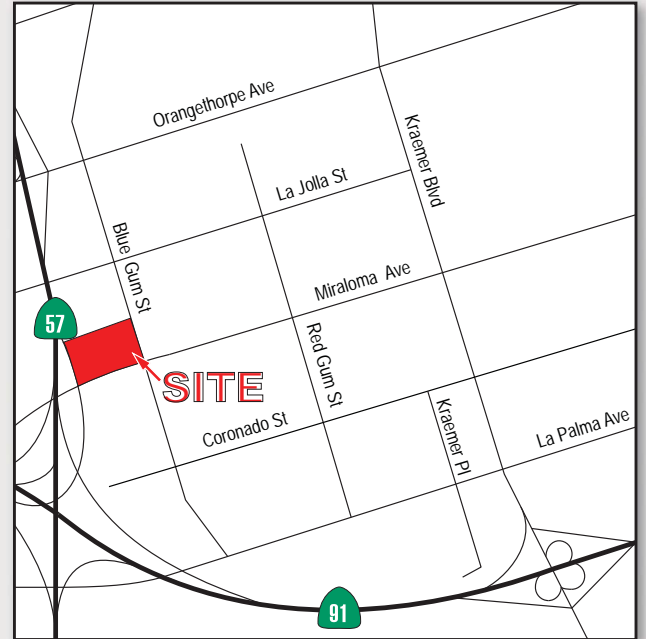 Orangethorpe Ave
Kraemer Blvd
La Jolla St
Blue Gum St
Miraloma Ave
57
Red Gum St
SITE
Kraemer Pl
Coronado St
La Palma Ave
91